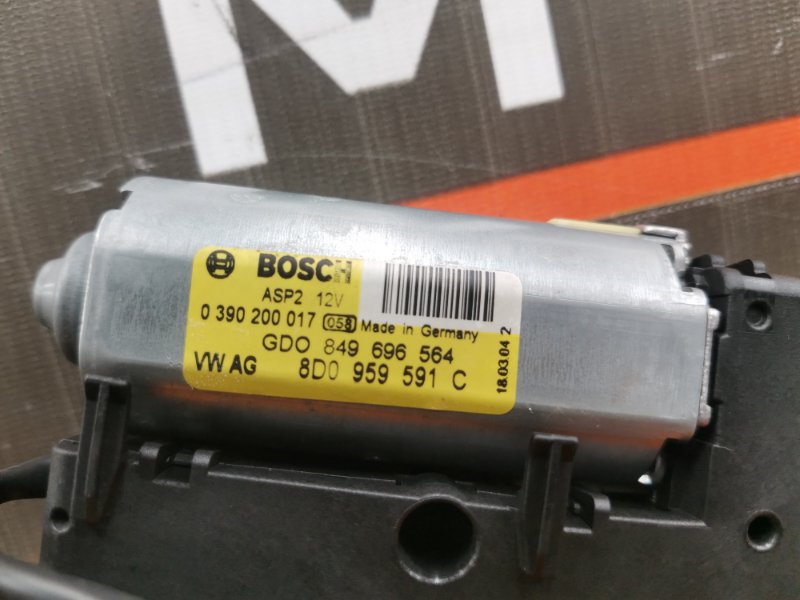 M
BOSCH
ASP2 12V
0 390 200 017 058 Made in Germany
GDO 849 696 564
VW AG 8D0 959 591 C
18.03.04 2